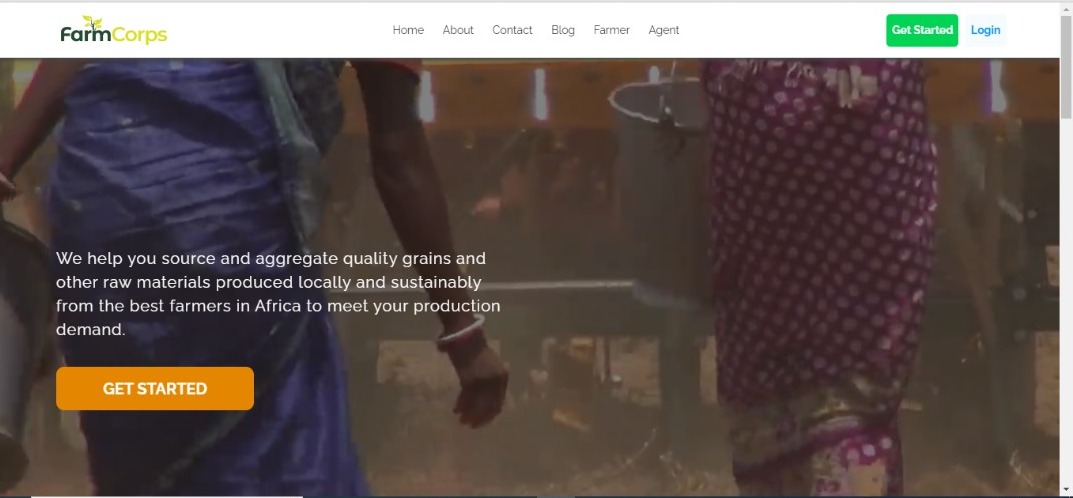 FarmCorps
Home About Contact Blog Farmer Agent
Get Started Login
We help you source and aggregate quality grains and
other raw materials produced locally and sustainably
from the best farmers in Africa to meet your production
demand.
GET STARTED